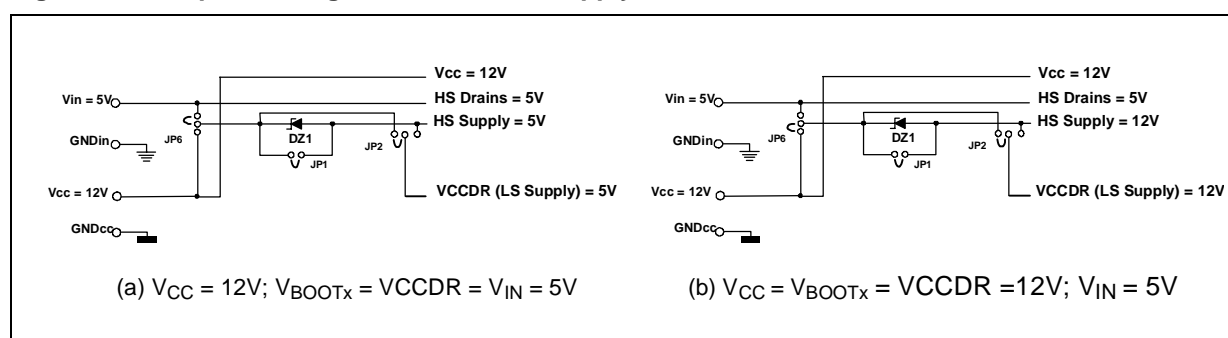 Vcc = 12V
Vin = 5V
HS Drains = 5V
HS Supply = 5V
JP6
DZ1
JP2
GNDin
JP1
Vcc = 12V
VCCDR (LS Supply) = 5V
GNDcc
(a) VCC = 12V; VBOOTx = VCCDR = VIN = 5V
Vcc = 12V
Vin = 5V
HS Drains = 5V
HS Supply = 12V
JP6
DZ1
JP2
GNDin
JP1
Vcc = 12V
VCCDR (LS Supply) = 12V
GNDcc
(b) VCC = VBOOTx = VCCDR =12V; VIN = 5V